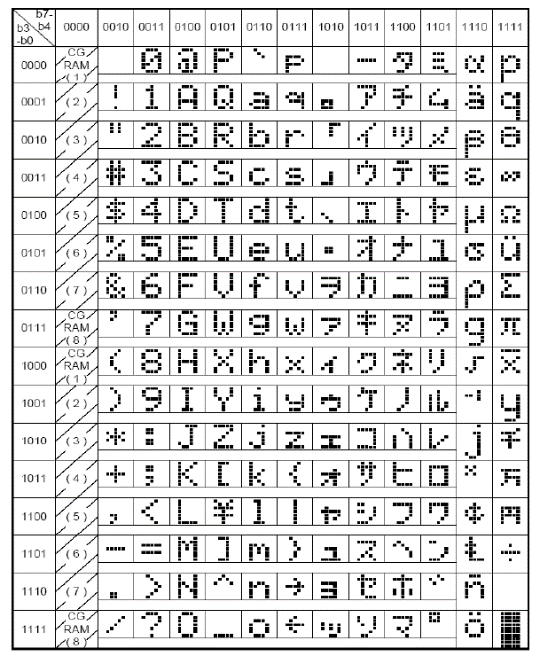 b7-
b3 b4 0000 0010 0011 0100 0101 0110 0111 1010 1011 1100 1101 1110 1111
-b0
0000 CG RAM (1) 0 @ P ` p ー タ ミ α p
0001 (2) ! 1 A Q a q 。 ア チ ム ä q
0010 (3) " 2 B R b r 「 イ ツ メ β θ
0011 (4) # 3 C S c s 」 ウ テ モ ε ∞
0100 (5) $ 4 D T d t 、 エ ト ヤ μ Ω
0101 (6) % 5 E U e u ・ オ ナ ユ σ ü
0110 (7) & 6 F V f v ヲ カ ニ ヨ ρ Σ
0111 CG RAM (8) ' 7 G W g w ァ キ ヌ ラ g π
1000 CG RAM (1) ( 8 H X h x ィ ク ネ リ √ x̄
1001 (2) ) 9 I Y i y ゥ ケ ノ ル ⁻¹ y
1010 (3) * : J Z j z ェ コ ハ レ j 千
1011 (4) + ; K [ k { ォ サ ヒ ロ ˣ 万
1100 (5) , < L ¥ l | ャ シ フ ワ ¢ 円
1101 (6) - = M ] m } ュ ス ヘ ン £ ÷
1110 (7) . > N ^ n → ョ セ ホ ゛ ñ
1111 CG RAM (8) / ? O _ o ← ッ ソ マ ゜ ö █